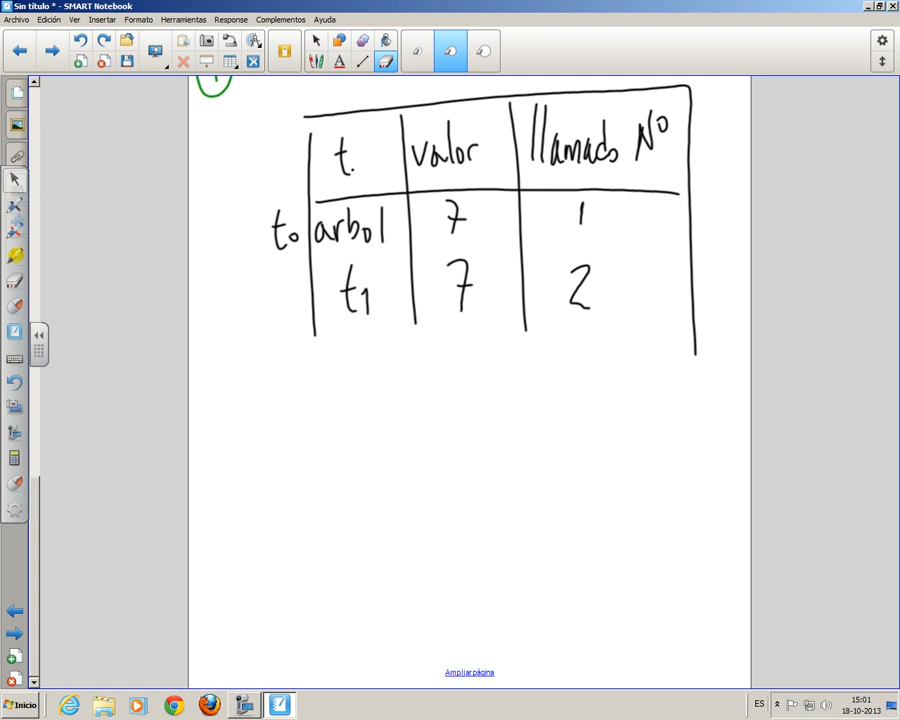 Sin título * - SMART Notebook
Archivo Edición Ver Insertar Formato Herramientas Response Complementos Ayuda
t. valor llamado Nº
t0 arbol 7 1
t1 7 2
Ampliar página
Inicio ES 15:01
18-10-2013